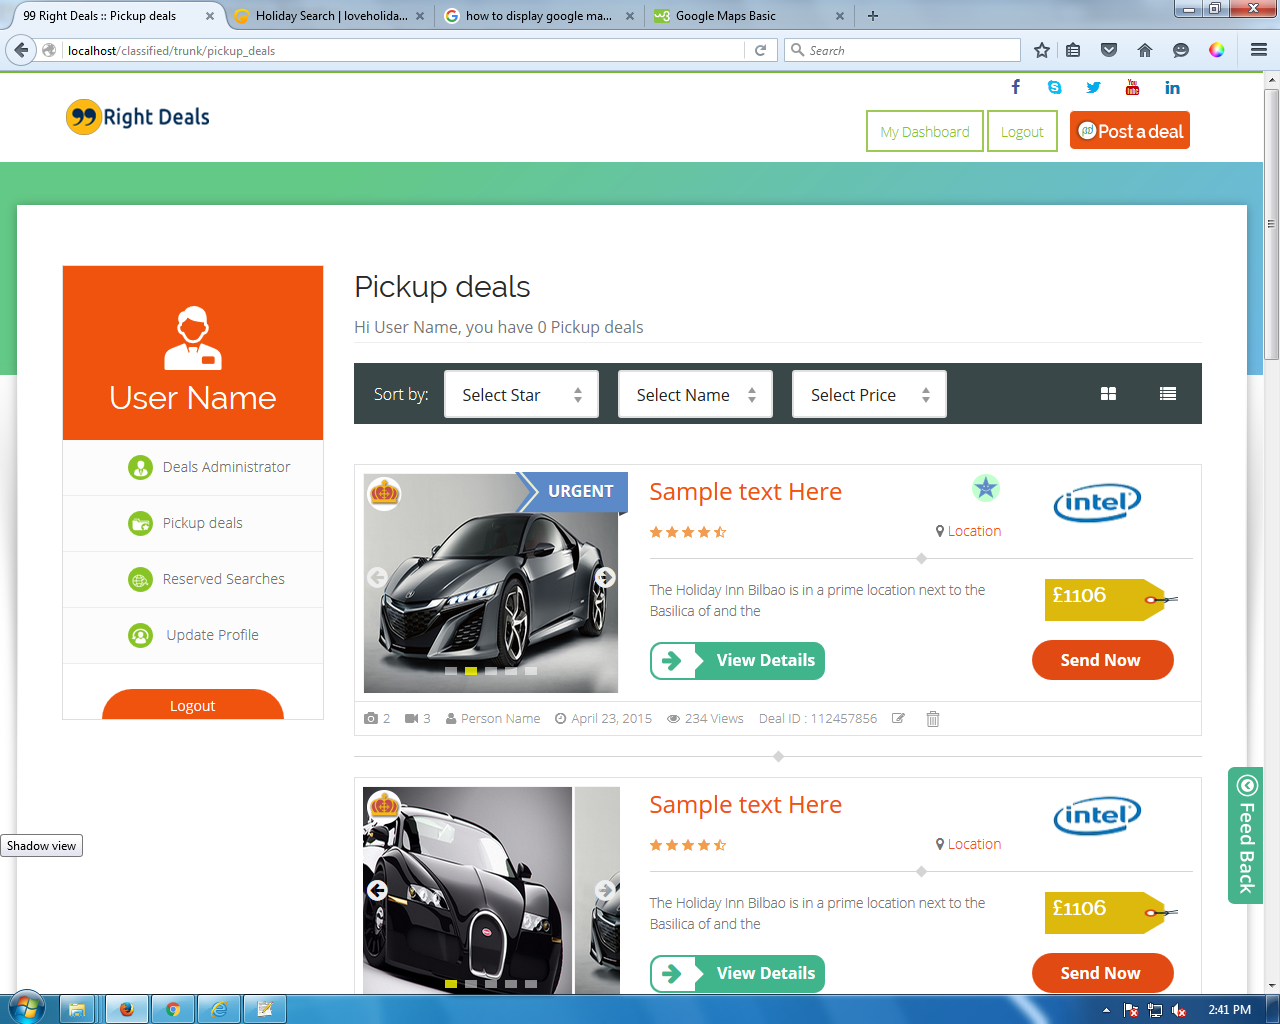 99 Right Deals :: Pickup deals
Holiday Search | loveholida...
how to display google ma...
Google Maps Basic
localhost/classified/trunk/pickup_deals
Search
99 Right Deals
My Dashboard
Logout
Post a deal
User Name
Deals Administrator
Pickup deals
Reserved Searches
Update Profile
Logout
Pickup deals
Hi User Name, you have 0 Pickup deals
Sort by:
Select Star
Select Name
Select Price
URGENT
Sample text Here
Location
intel
The Holiday Inn Bilbao is in a prime location next to the
Basilica of and the
£1106
View Details
Send Now
2
3
Person Name
April 23, 2015
234 Views
Deal ID : 112457856
Sample text Here
Location
intel
The Holiday Inn Bilbao is in a prime location next to the
Basilica of and the
£1106
View Details
Send Now
Feed Back
Shadow view
2:41 PM